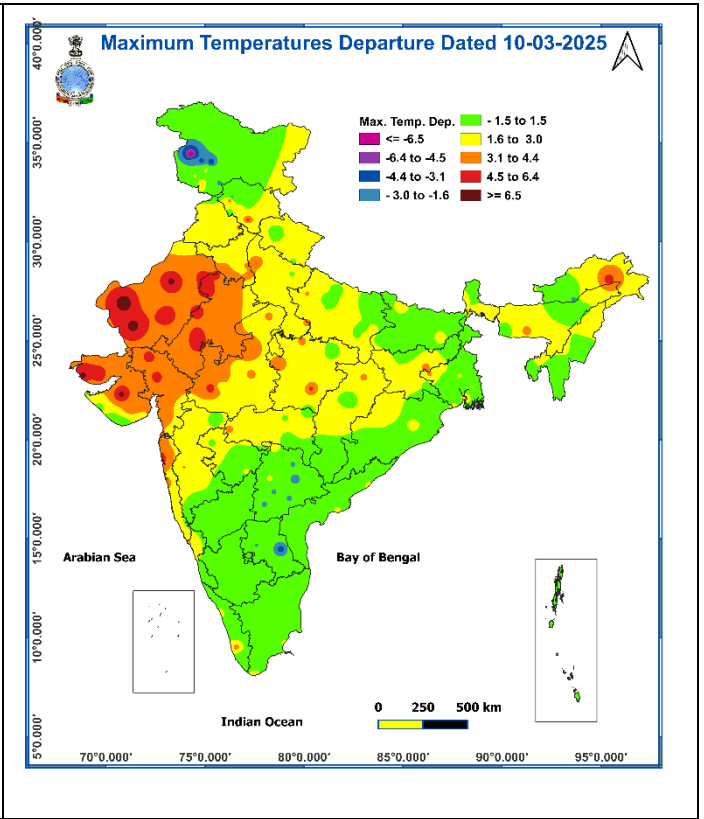 Maximum Temperatures Departure Dated 10-03-2025
Max. Temp. Dep.
<= -6.5
-6.4 to -4.5
-4.4 to -3.1
- 3.0 to -1.6
- 1.5 to 1.5
1.6 to 3.0
3.1 to 4.4
4.5 to 6.4
>= 6.5
40°0.000'
35°0.000'
30°0.000'
25°0.000'
20°0.000'
15°0.000'
10°0.000'
5°0.000'
Arabian Sea
Bay of Bengal
Indian Ocean
0 250 500 km
70°0.000' 75°0.000' 80°0.000' 85°0.000' 90°0.000' 95°0.000'